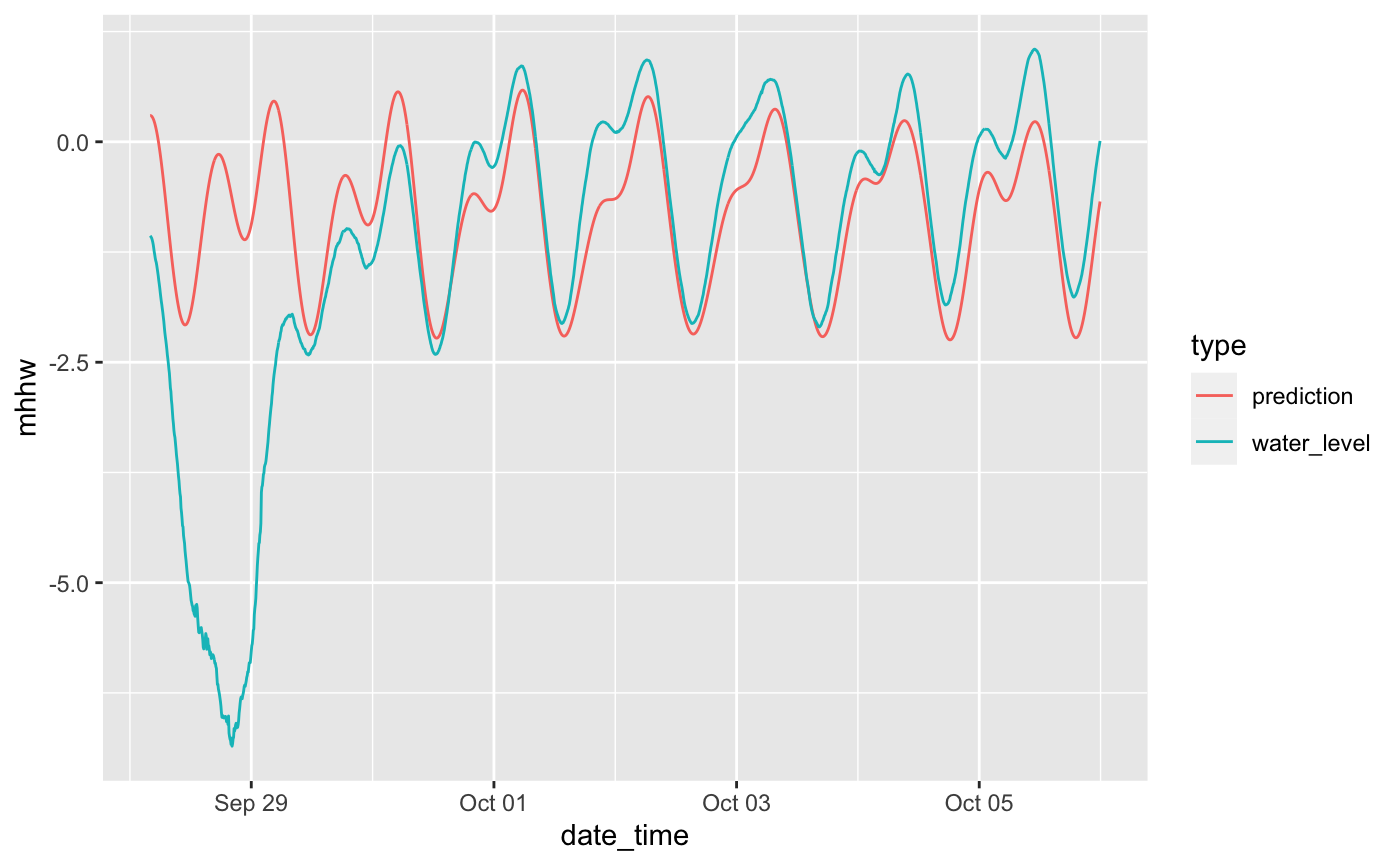 mhhw
0.0
-2.5
-5.0
Sep 29
Oct 01
Oct 03
Oct 05
date_time
type
prediction
water_level